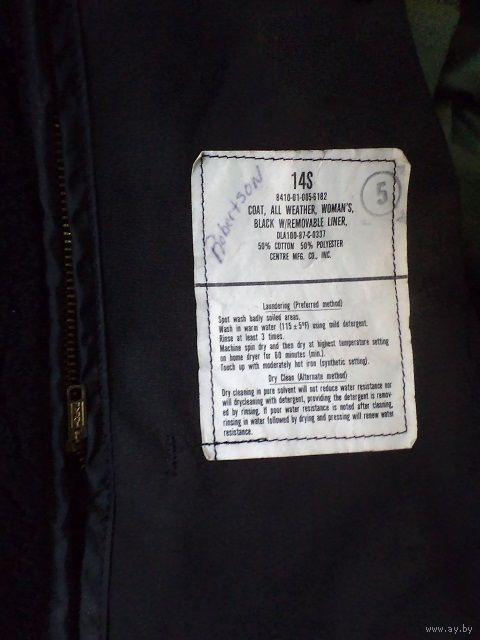 Robertson
14S
5
8410-01-005-6182
COAT, ALL WEATHER, WOMAN'S,
BLACK W/REMOVABLE LINER,
DLA100-87-C-0337
50% COTTON 50% POLYESTER
CENTRE MFG. CO., INC.
Laundering (Preferred method)
Spot wash badly soiled areas.
Wash in warm water (115 ± 5°F) using mild detergent.
Rinse at least 3 times.
Machine spin dry and then dry at highest temperature setting
on home dryer for 60 minutes (min.).
Touch up with moderately hot iron (synthetic setting).
Dry Clean (Alternate method)
Dry cleaning in pure solvent will not reduce water resistance nor
will drycleaning with detergent, providing the detergent is remov-
ed by rinsing. If poor water resistance is noted after cleaning,
rinsing in water followed by drying and pressing will renew water
resistance.
www.ay.by